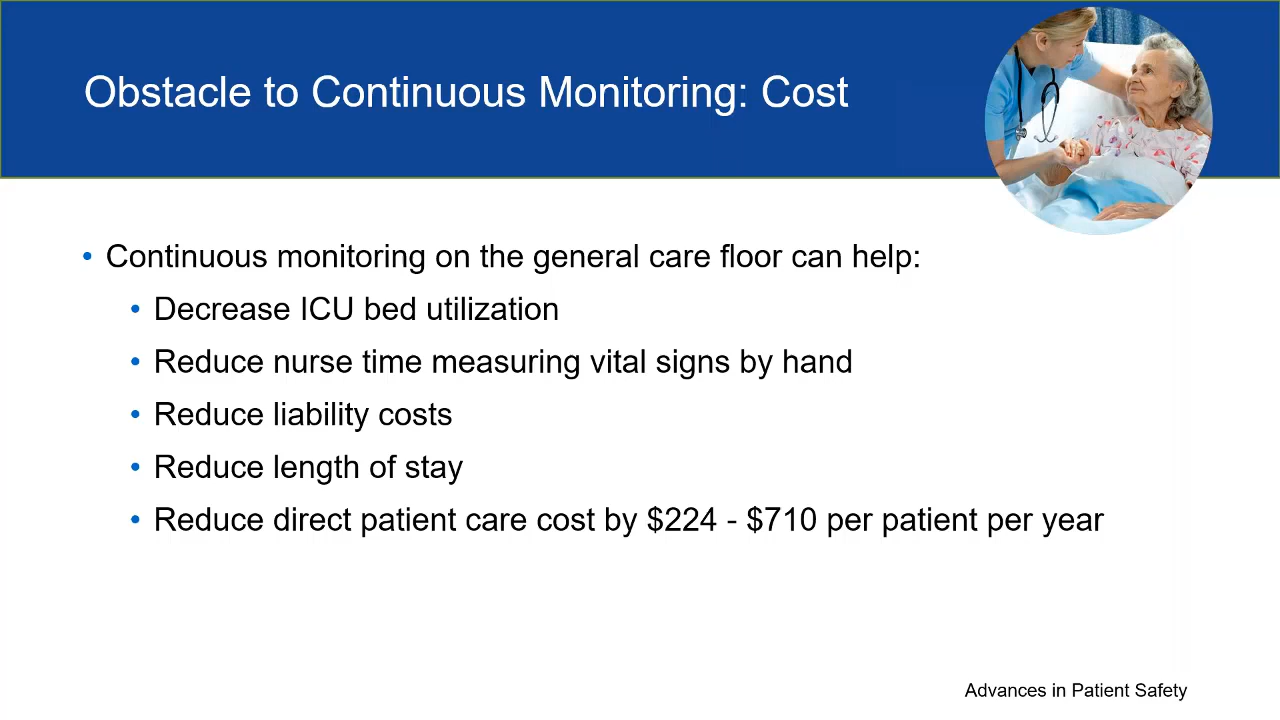 Obstacle to Continuous Monitoring: Cost
• Continuous monitoring on the general care floor can help:
• Decrease ICU bed utilization
• Reduce nurse time measuring vital signs by hand
• Reduce liability costs
• Reduce length of stay
• Reduce direct patient care cost by $224 - $710 per patient per year
Advances in Patient Safety